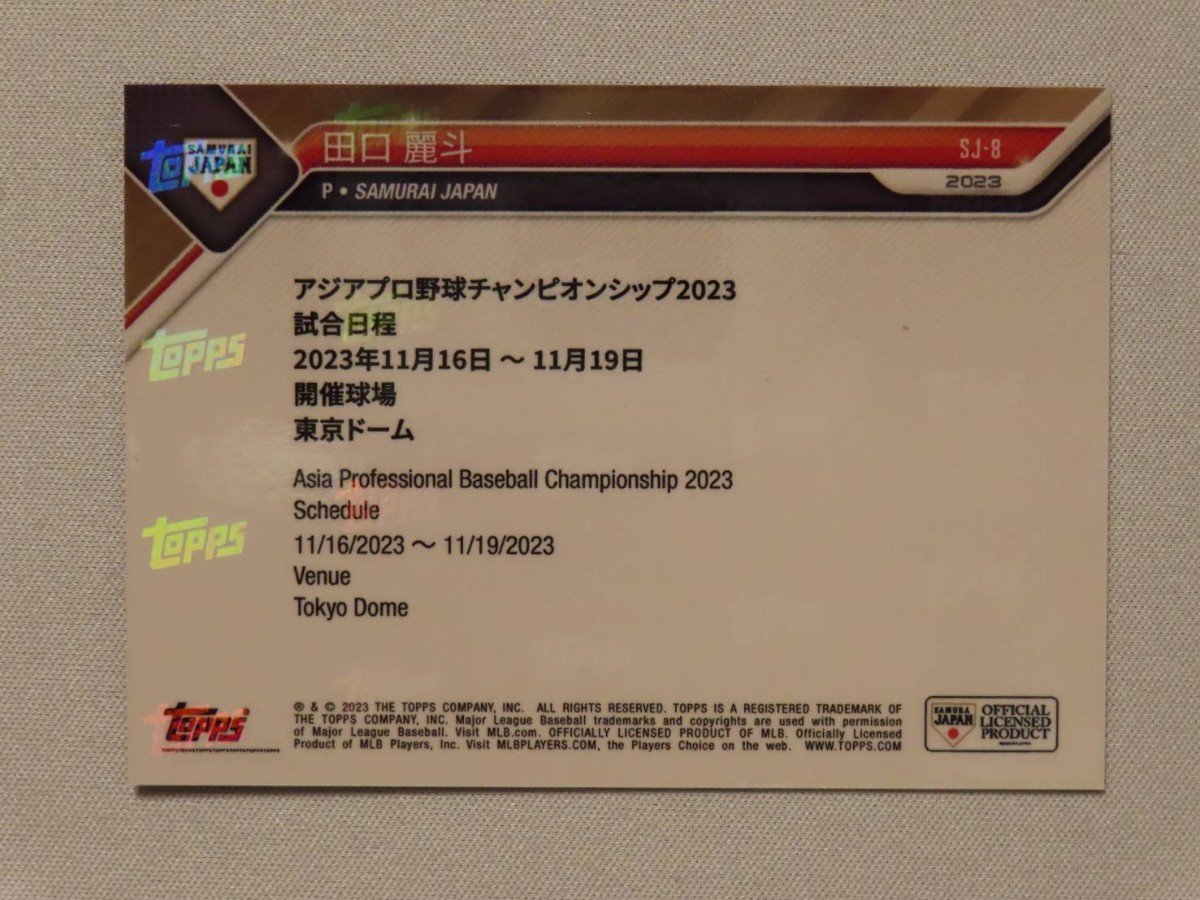 topps
SAMURAI
JAPAN
田口 麗斗
SJ-8
P • SAMURAI JAPAN
2023
アジアプロ野球チャンピオンシップ2023
試合日程
2023年11月16日 ～ 11月19日
開催球場
東京ドーム
topps
Asia Professional Baseball Championship 2023
Schedule
11/16/2023 ～ 11/19/2023
Venue
Tokyo Dome
topps
topps
® & © 2023 THE TOPPS COMPANY, INC. ALL RIGHTS RESERVED. TOPPS IS A REGISTERED TRADEMARK OF
THE TOPPS COMPANY, INC. Major League Baseball trademarks and copyrights are used with permission
of Major League Baseball. Visit MLB.com. OFFICIALLY LICENSED PRODUCT OF MLB. Officially Licensed
Product of MLB Players, Inc. Visit MLBPLAYERS.COM, the Players Choice on the web. WWW.TOPPS.COM
SAMURAI
JAPAN
OFFICIAL
LICENSED
PRODUCT